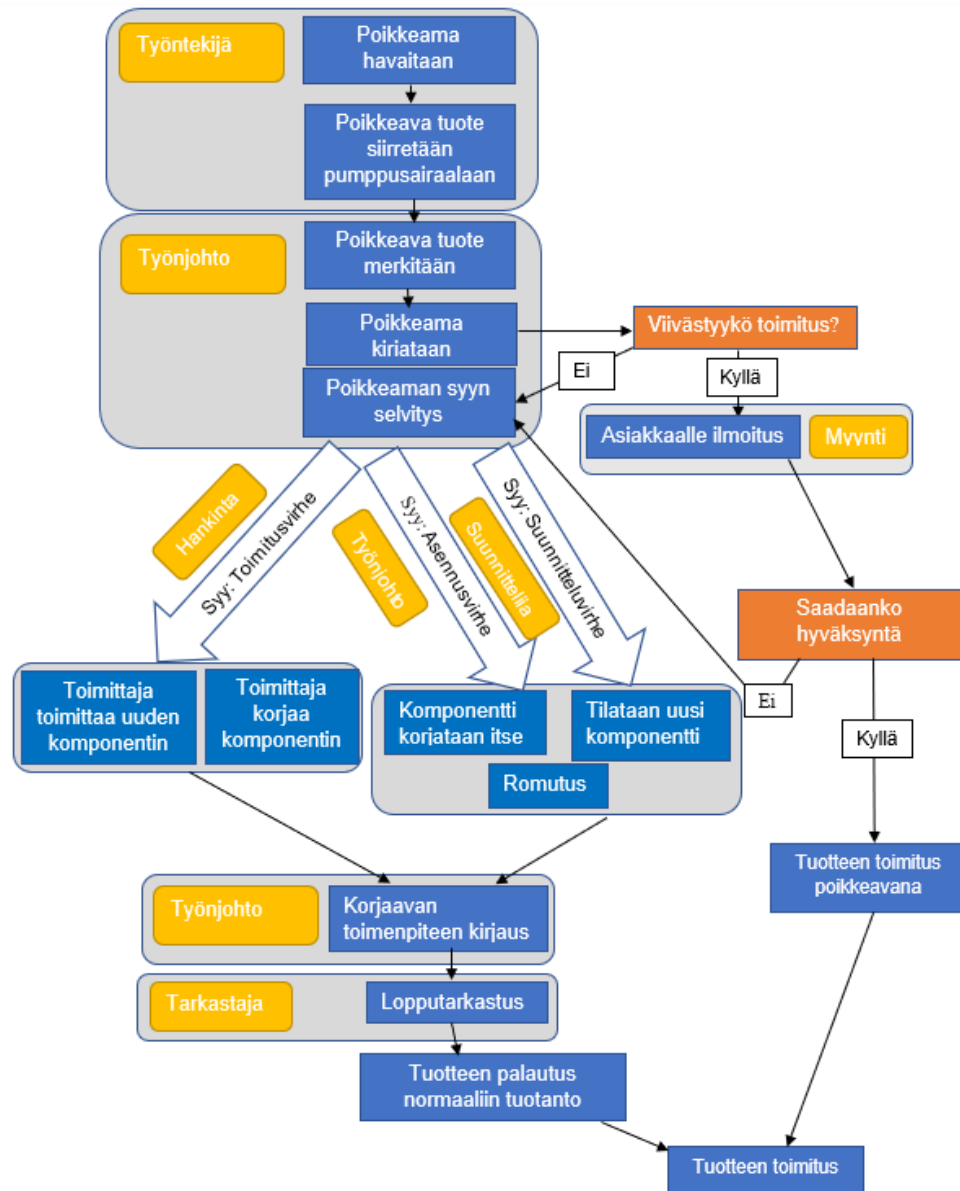 Työntekijä
Poikkeama
havaitaan
Poikkeava tuote
siirretään
pumppusairaalaan
Työnjohto
Poikkeava tuote
merkitään
Poikkeama
kiriataan
Viivästyykö toimitus?
Ei
Kyllä
Poikkeaman syyn
selvitys
Asiakkaalle ilmoitus
Myynti
Hankinta
Syy: Toimitusvirhe
Työnjohto
Syy: Asennusvirhe
Suunnittelija
Syy: Suunnitteluvirhe
Saadaanko
hyväksyntä
Ei
Kyllä
Toimittaja
toimittaa uuden
komponentin
Toimittaja
korjaa
komponentin
Komponentti
korjataan itse
Tilataan uusi
komponentti
Romutus
Tuotteen toimitus
poikkeavana
Työnjohto
Korjaavan
toimenpiteen kirjaus
Tarkastaja
Lopputarkastus
Tuotteen palautus
normaaliin tuotanto
Tuotteen toimitus